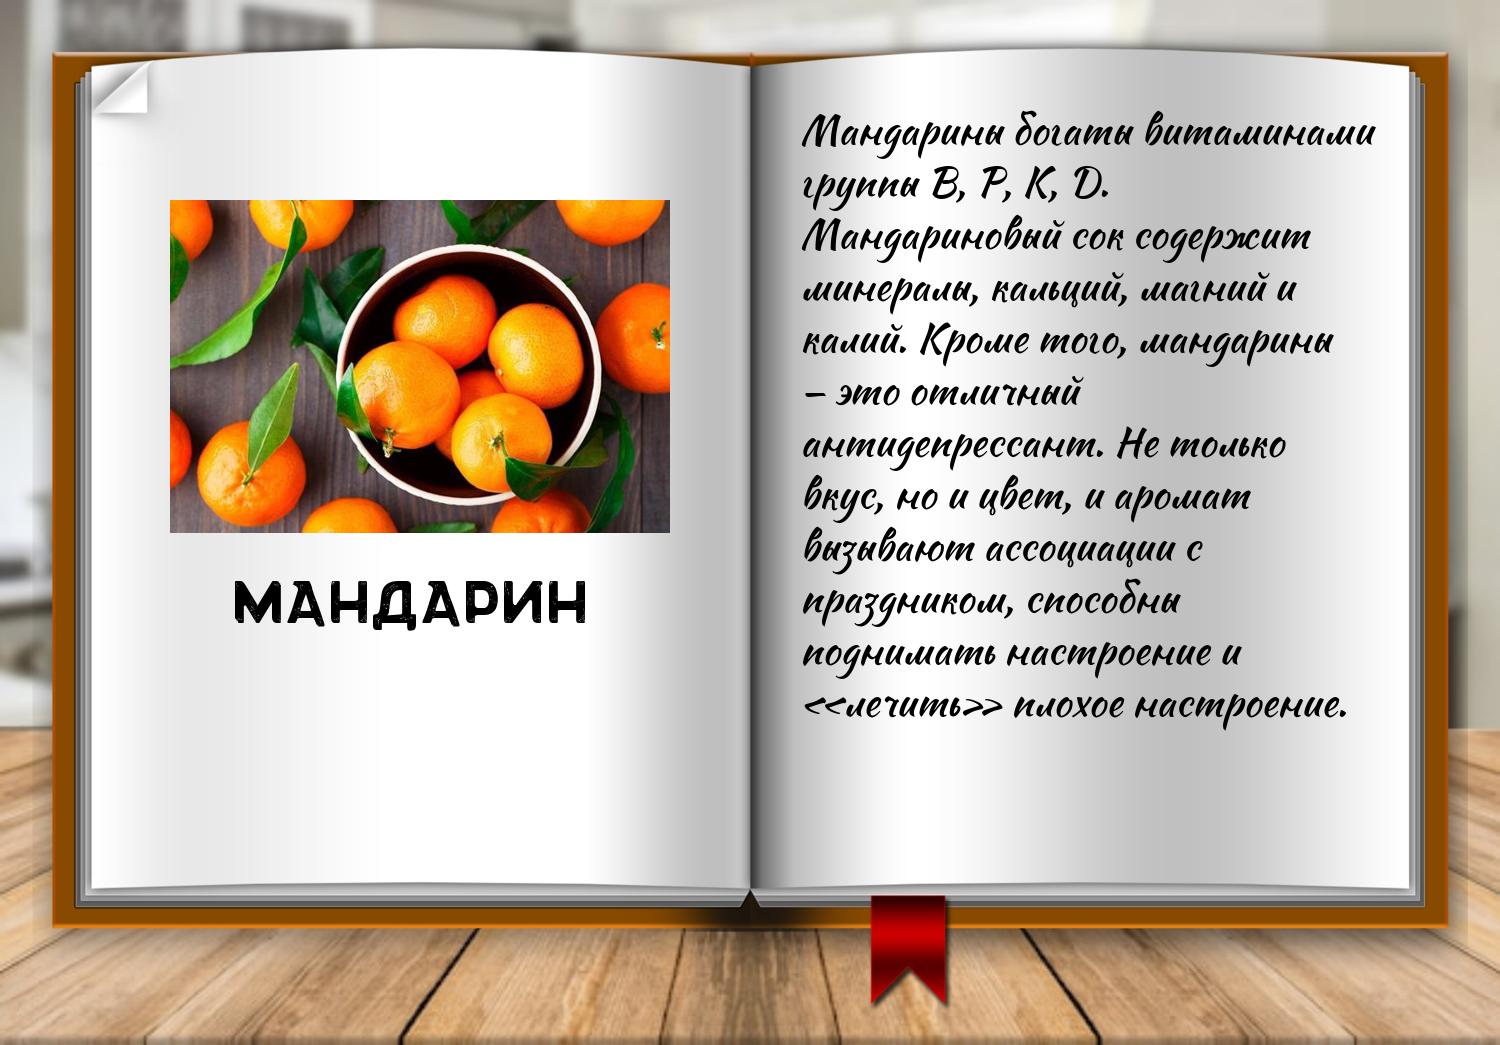 МАНДАРИН
Мандарины богаты витаминами
группы В, Р, К, D.
Мандариновый сок содержит
минералы, кальций, магний и
калий. Кроме того, мандарины
– это отличный
антидепрессант. Не только
вкус, но и цвет, и аромат
вызывают ассоциации с
праздником, способны
поднимать настроение и
<<лечить>> плохое настроение.